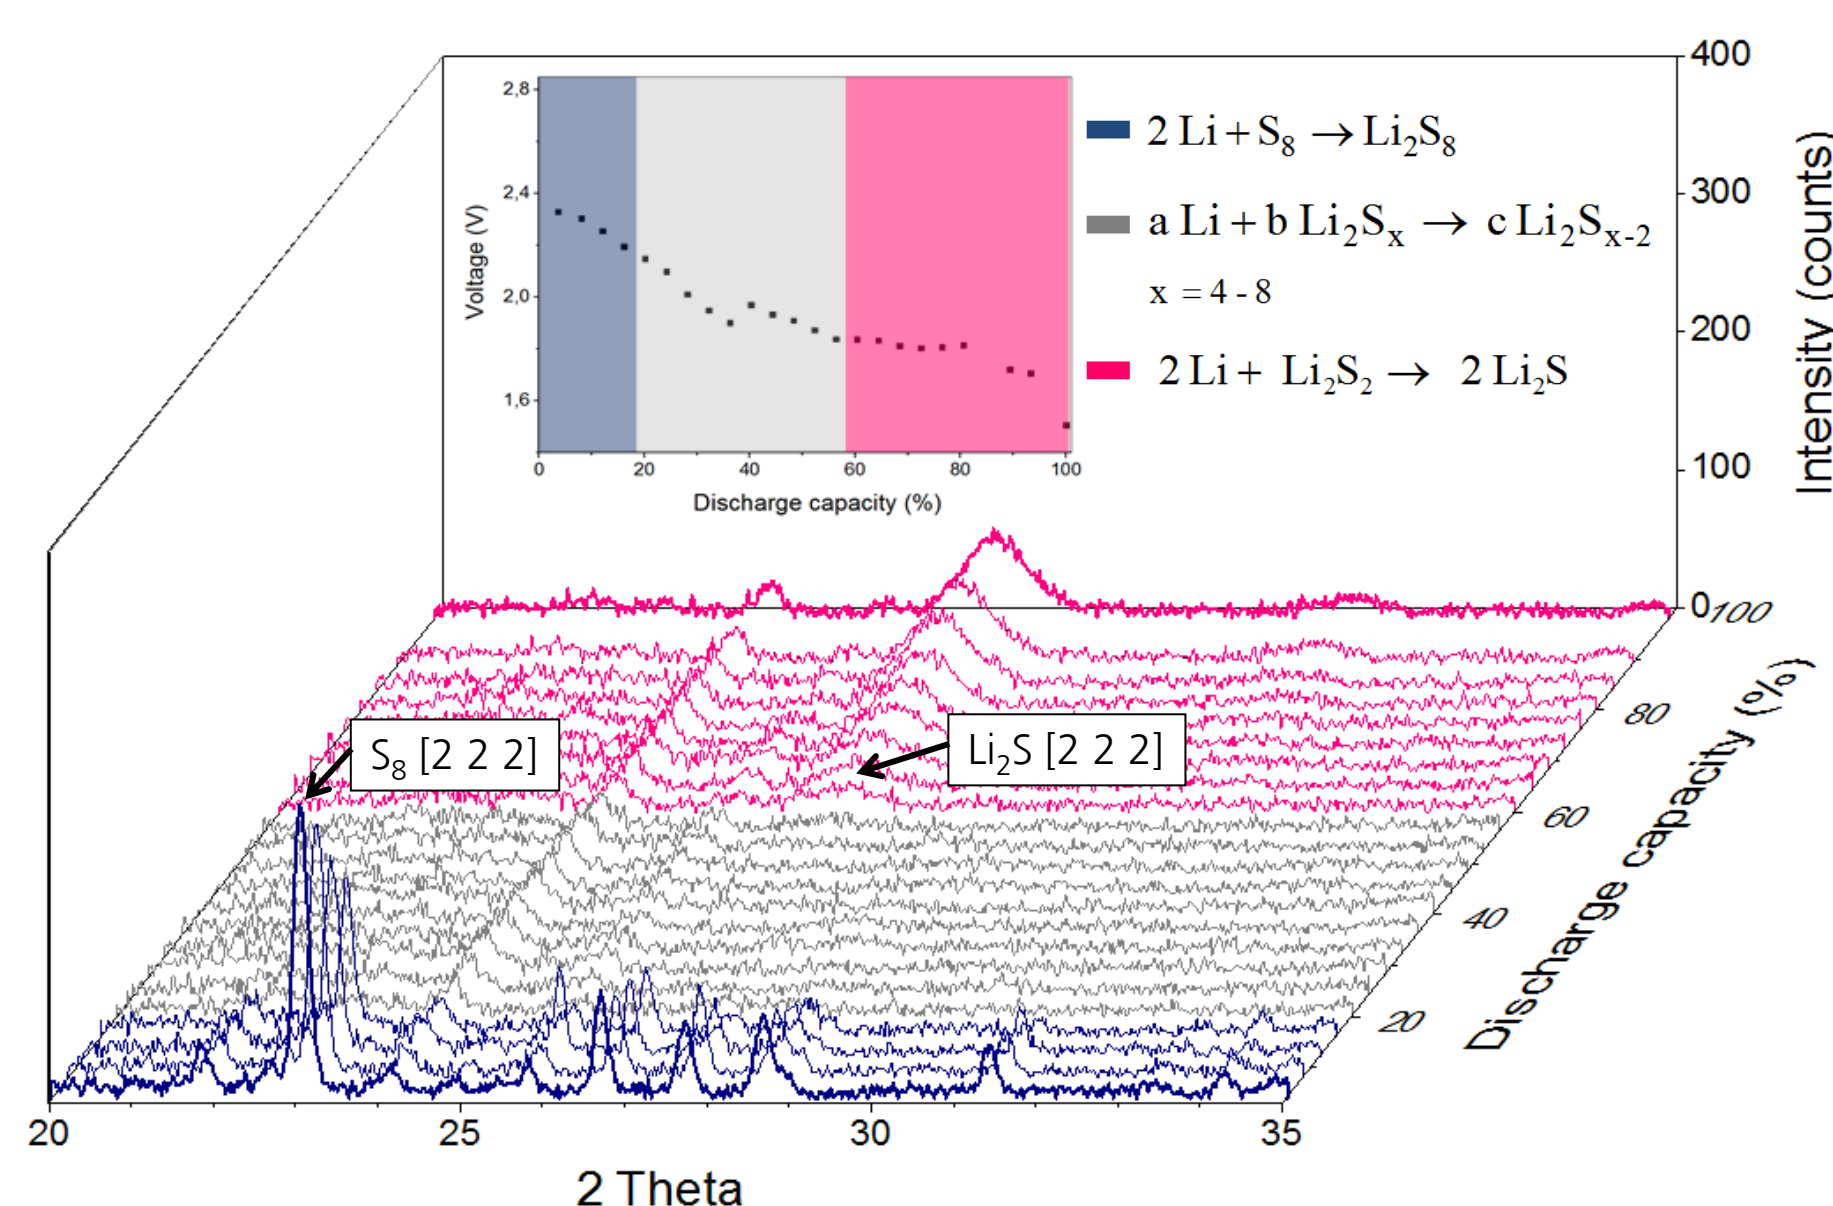 400
300
200
100
0
Intensity (counts)
2,8
2,4
2,0
1,6
Voltage (V)
0 20 40 60 80 100
Discharge capacity (%)
2 Li + S₈ → Li₂S₈
a Li + b Li₂Sₓ → c Li₂Sₓ₋₂
x = 4 - 8
2 Li + Li₂S₂ → 2 Li₂S
S₈ [2 2 2]
Li₂S [2 2 2]
100
80
60
40
20
Discharge capacity (%)
20 25 30 35
2 Theta